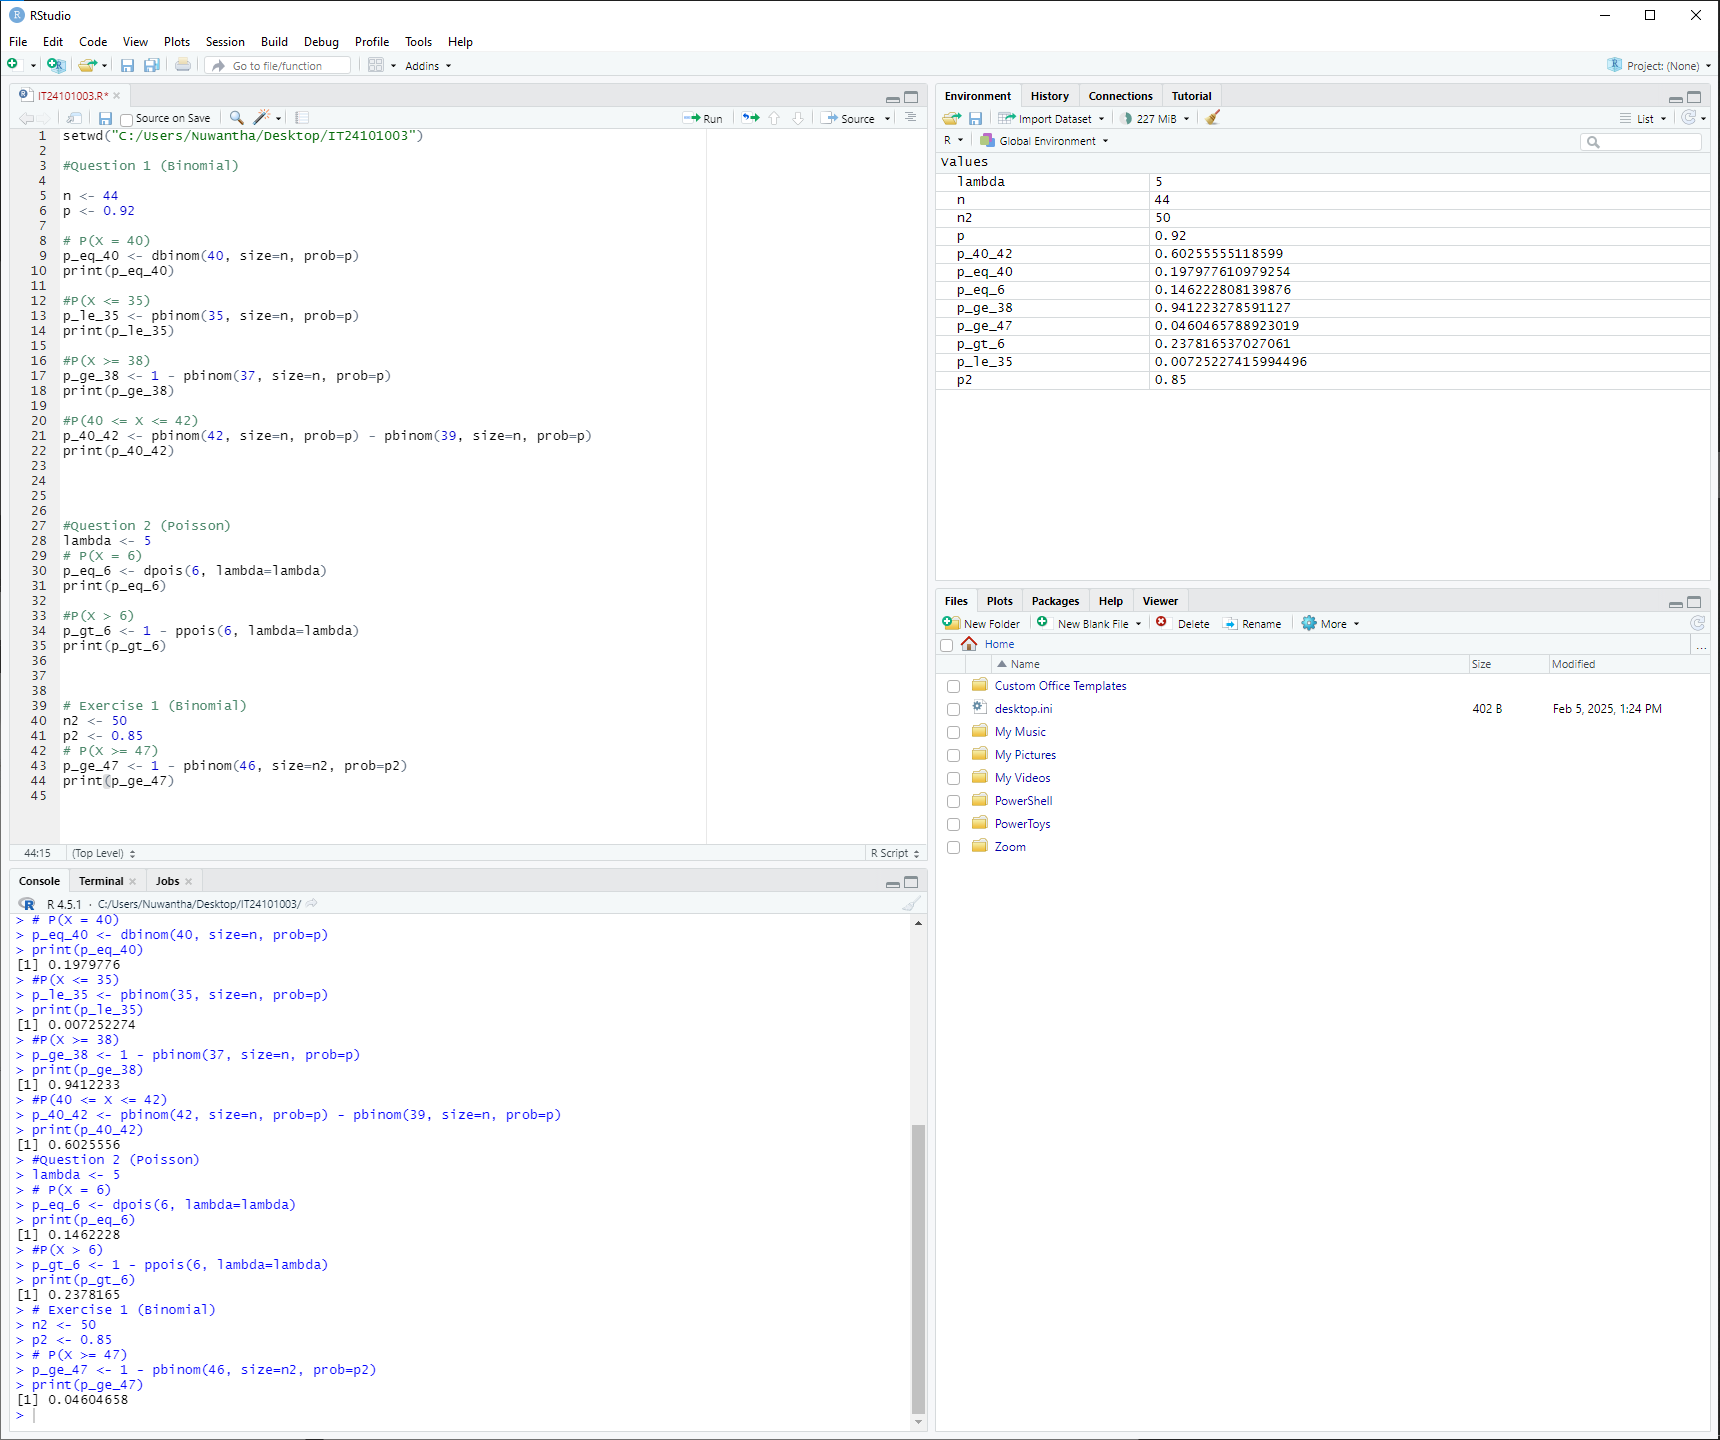 RStudio
File Edit Code View Plots Session Build Debug Profile Tools Help
Go to file/function Addins Project: (None)
IT24101003.R*
Source on Save Run Source
1 setwd("C:/Users/Nuwantha/Desktop/IT24101003")
2
3 #Question 1 (Binomial)
4
5 n <- 44
6 p <- 0.92
7
8 # P(X = 40)
9 p_eq_40 <- dbinom(40, size=n, prob=p)
10 print(p_eq_40)
11
12 #P(X <= 35)
13 p_le_35 <- pbinom(35, size=n, prob=p)
14 print(p_le_35)
15
16 #P(X >= 38)
17 p_ge_38 <- 1 - pbinom(37, size=n, prob=p)
18 print(p_ge_38)
19
20 #P(40 <= X <= 42)
21 p_40_42 <- pbinom(42, size=n, prob=p) - pbinom(39, size=n, prob=p)
22 print(p_40_42)
23
24
25
26
27 #Question 2 (Poisson)
28 lambda <- 5
29 # P(X = 6)
30 p_eq_6 <- dpois(6, lambda=lambda)
31 print(p_eq_6)
32
33 #P(X > 6)
34 p_gt_6 <- 1 - ppois(6, lambda=lambda)
35 print(p_gt_6)
36
37
38
39 # Exercise 1 (Binomial)
40 n2 <- 50
41 p2 <- 0.85
42 # P(X >= 47)
43 p_ge_47 <- 1 - pbinom(46, size=n2, prob=p2)
44 print(p_ge_47)
45
44:15 (Top Level) R Script
Console Terminal Jobs
R 4.5.1 · C:/Users/Nuwantha/Desktop/IT24101003/
> # P(X = 40)
> p_eq_40 <- dbinom(40, size=n, prob=p)
> print(p_eq_40)
[1] 0.1979776
> #P(X <= 35)
> p_le_35 <- pbinom(35, size=n, prob=p)
> print(p_le_35)
[1] 0.007252274
> #P(X >= 38)
> p_ge_38 <- 1 - pbinom(37, size=n, prob=p)
> print(p_ge_38)
[1] 0.9412233
> #P(40 <= X <= 42)
> p_40_42 <- pbinom(42, size=n, prob=p) - pbinom(39, size=n, prob=p)
> print(p_40_42)
[1] 0.6025556
> #Question 2 (Poisson)
> lambda <- 5
> # P(X = 6)
> p_eq_6 <- dpois(6, lambda=lambda)
> print(p_eq_6)
[1] 0.1462228
> #P(X > 6)
> p_gt_6 <- 1 - ppois(6, lambda=lambda)
> print(p_gt_6)
[1] 0.2378165
> # Exercise 1 (Binomial)
> n2 <- 50
> p2 <- 0.85
> # P(X >= 47)
> p_ge_47 <- 1 - pbinom(46, size=n2, prob=p2)
> print(p_ge_47)
[1] 0.04604658
>
Environment History Connections Tutorial
Import Dataset 227 MiB List
R Global Environment
Values
lambda 5
n 44
n2 50
p 0.92
p_40_42 0.60255555118599
p_eq_40 0.197977610979254
p_eq_6 0.146222808139876
p_ge_38 0.941223278591127
p_ge_47 0.0460465788923019
p_gt_6 0.237816537027061
p_le_35 0.00725227415994496
p2 0.85
Files Plots Packages Help Viewer
New Folder New Blank File Delete Rename More
Home ...
Name Size Modified
Custom Office Templates
desktop.ini 402 B Feb 5, 2025, 1:24 PM
My Music
My Pictures
My Videos
PowerShell
PowerToys
Zoom